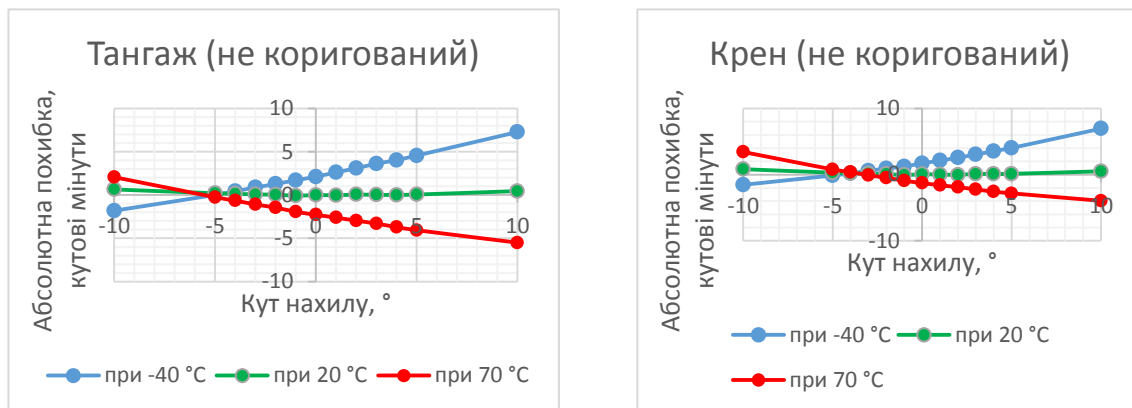 Тангаж (не коригований)
10
5
0
-5
-10
-10
-5
0
5
10
Абсолютна похибка,
кутові мінути
Кут нахилу, °
при -40 °C
при 20 °C
при 70 °C
Крен (не коригований)
10
0
-10
-10
-5
0
5
10
Абсолютна похибка,
кутові мінути
Кут нахилу, °
при -40 °C
при 20 °C
при 70 °C